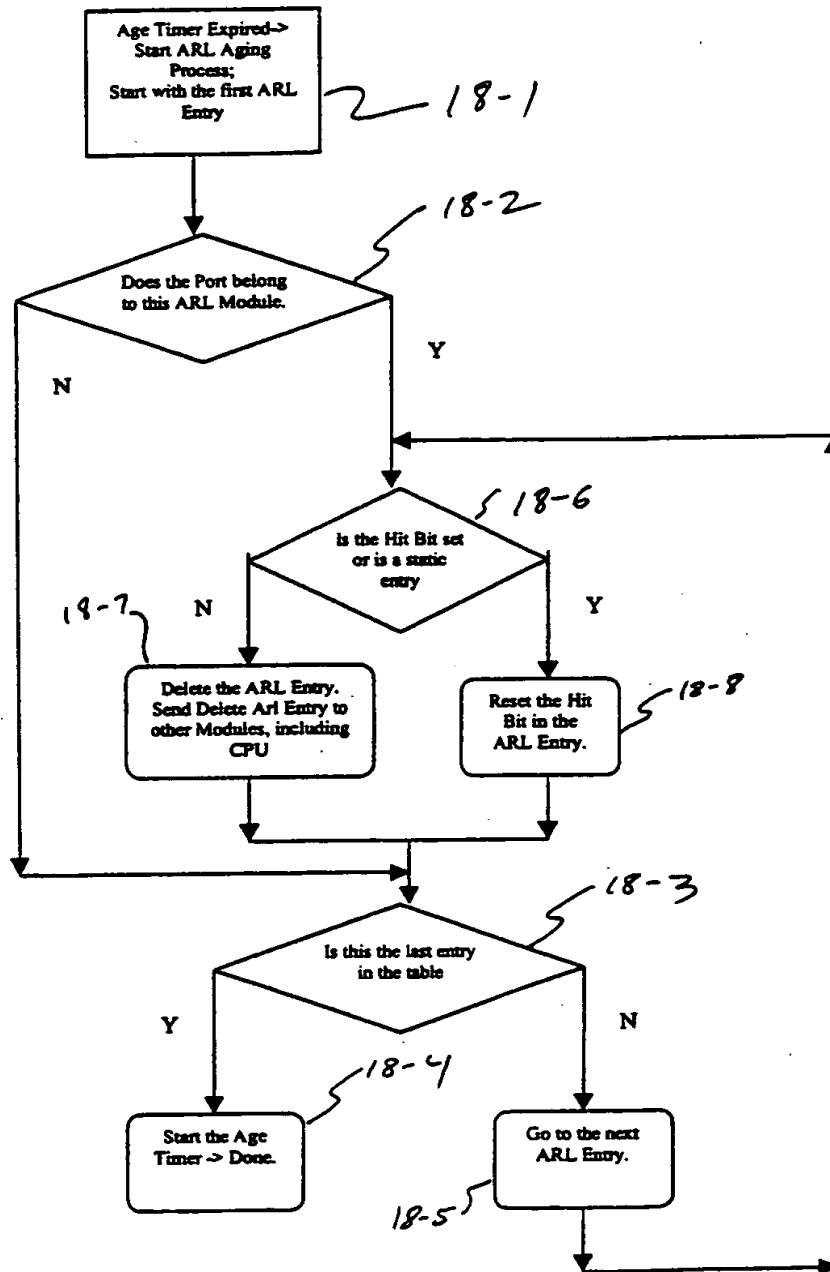 Age Timer Expired->
Start ARL Aging
Process;
Start with the first ARL
Entry
18-1
18-2
Does the Port belong
to this ARL Module.
N
Y
18-6
Is the Hit Bit set
or is a static
entry
18-7
N
Y
Delete the ARL Entry.
Send Delete Arl Entry to
other Modules, including
CPU
Reset the Hit
Bit in the
ARL Entry.
18-8
18-3
Is this the last entry
in the table
Y
N
18-4
Start the Age
Timer -> Done.
Go to the next
ARL Entry.
18-5